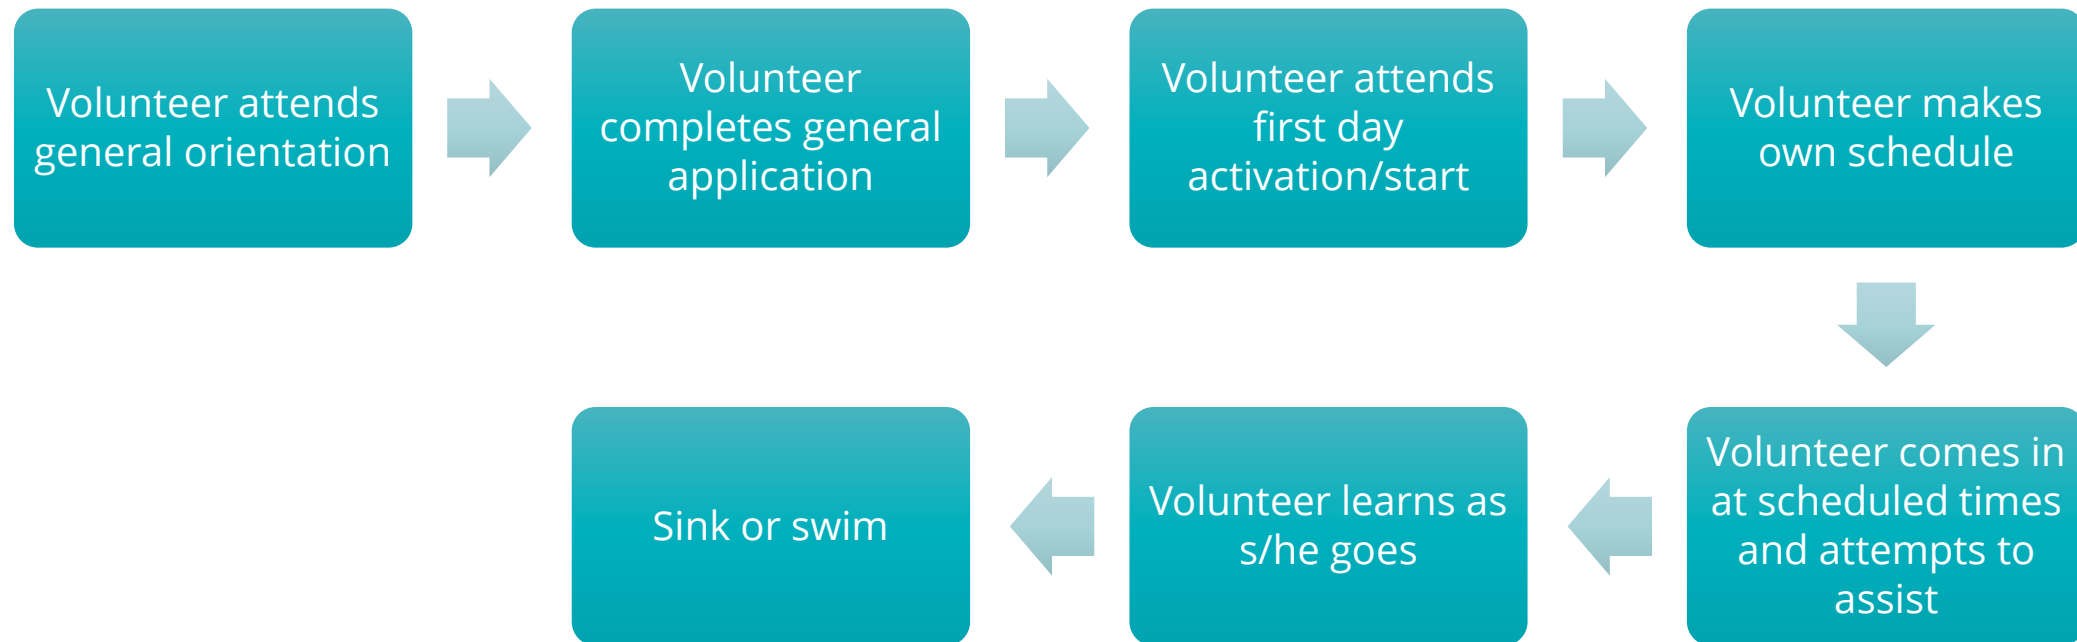 Volunteer attends
general orientation
Volunteer
completes general
application
Volunteer attends
first day
activation/start
Volunteer makes
own schedule
Volunteer comes in
at scheduled times
and attempts to
assist
Volunteer learns as
s/he goes
Sink or swim